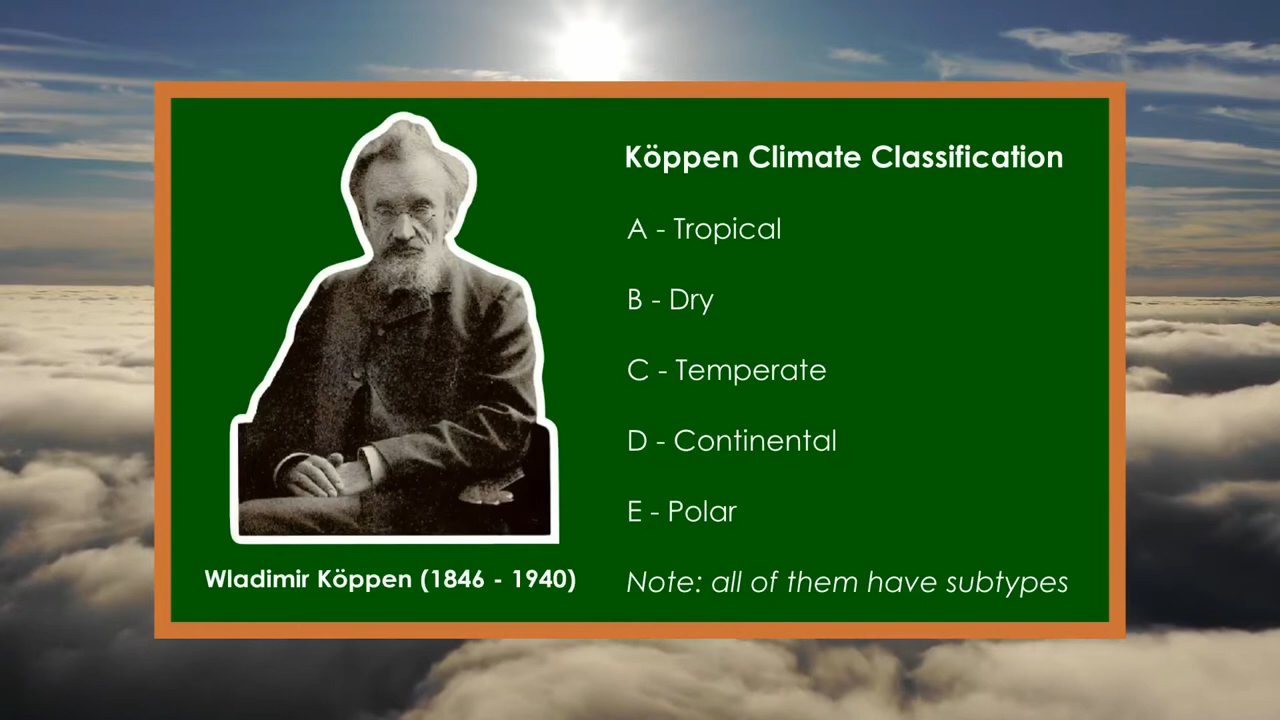 Köppen Climate Classification
A - Tropical
B - Dry
C - Temperate
D - Continental
E - Polar
Note: all of them have subtypes
Wladimir Köppen (1846 - 1940)